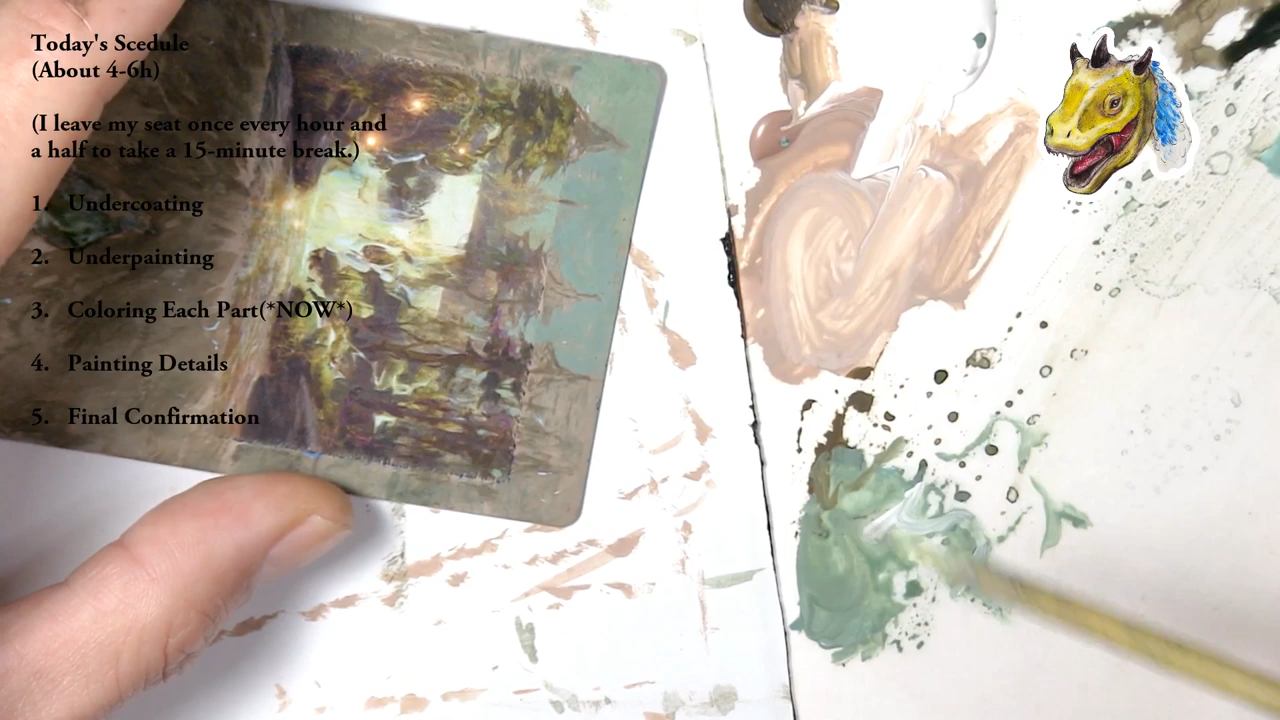 Today's Scedule
(About 4-6h)
(I leave my seat once every hour and
a half to take a 15-minute break.)
1. Undercoating
2. Underpainting
3. Coloring Each Part(*NOW*)
4. Painting Details
5. Final Confirmation